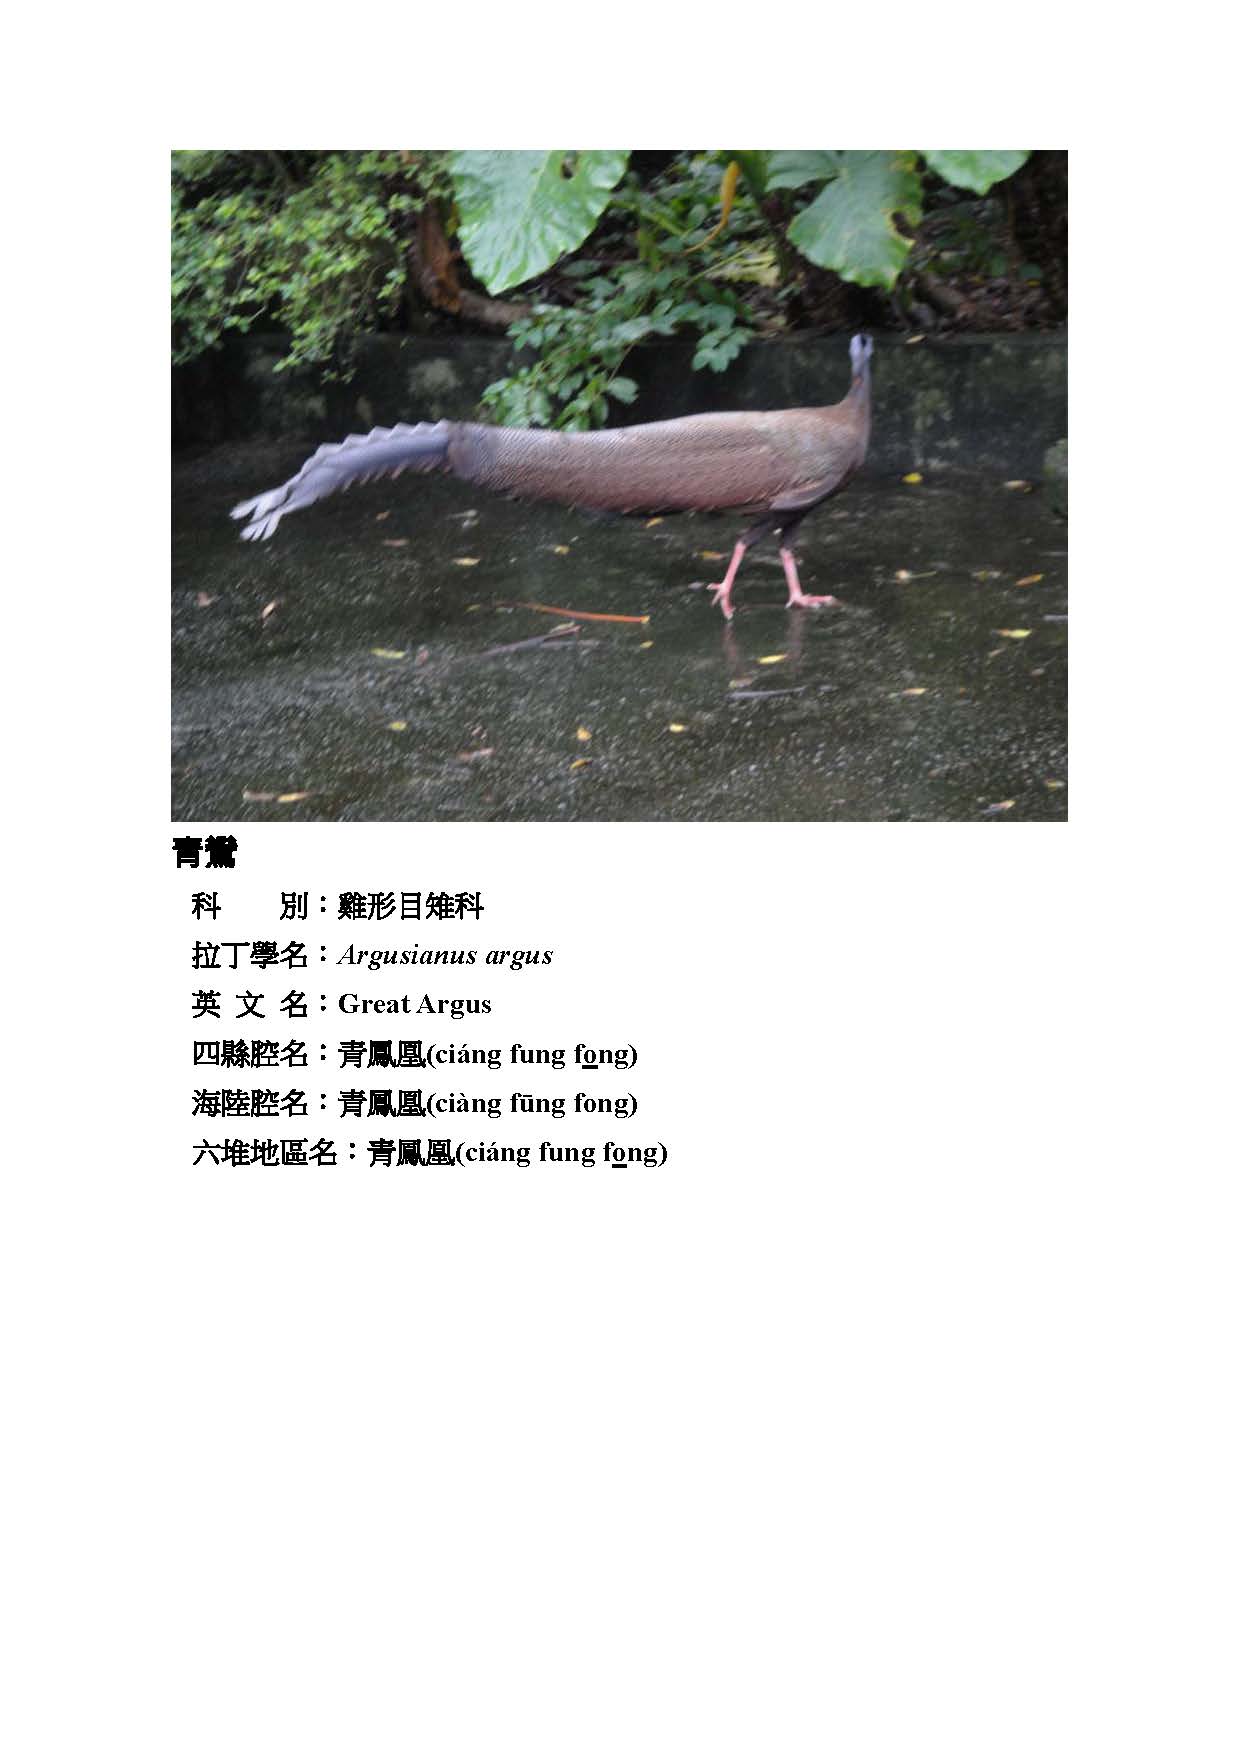 青鸞
科　　別：雞形目雉科
拉丁學名：Argusianus argus
英 文 名：Great Argus
四縣腔名：青鳳凰(ciáng fung fo̲ng)
海陸腔名：青鳳凰(ciàng fūng fong)
六堆地區名：青鳳凰(ciáng fung fo̲ng)